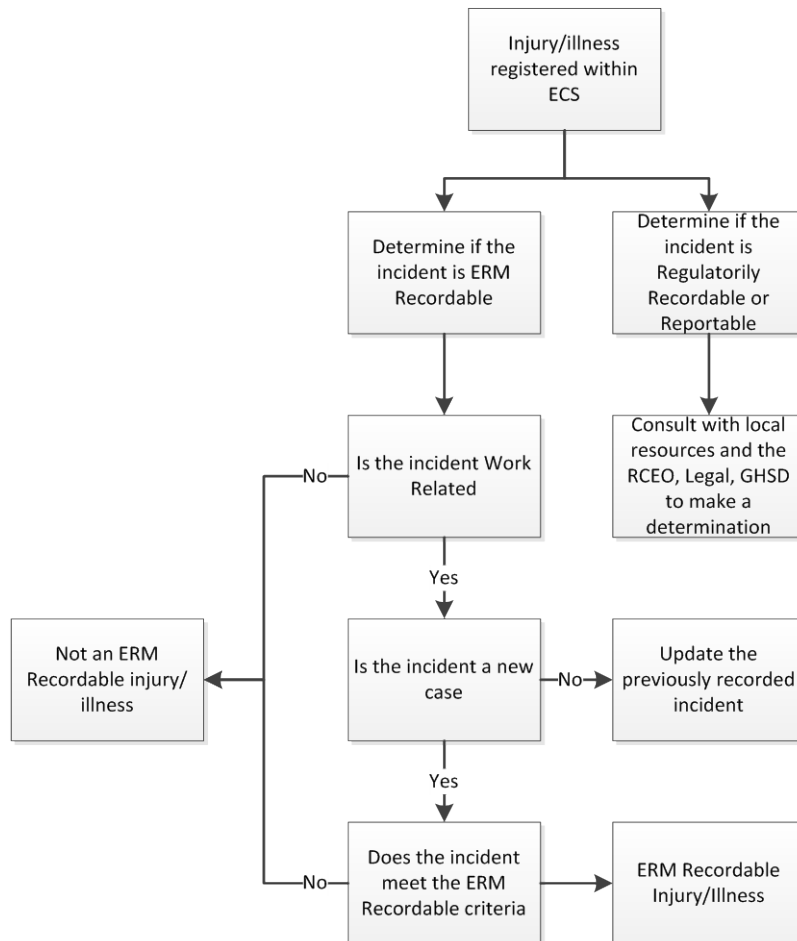 Injury/illness
registered within
ECS
Determine if the
incident is ERM
Recordable
Determine if the
incident is
Regulatorily
Recordable or
Reportable
Is the incident Work
Related
No
Consult with local
resources and the
RCEO, Legal, GHSD
to make a
determination
Yes
Not an ERM
Recordable injury/
illness
Is the incident a new
case
No
Update the
previously recorded
incident
Yes
Does the incident
meet the ERM
Recordable criteria
No
ERM Recordable
Injury/Illness